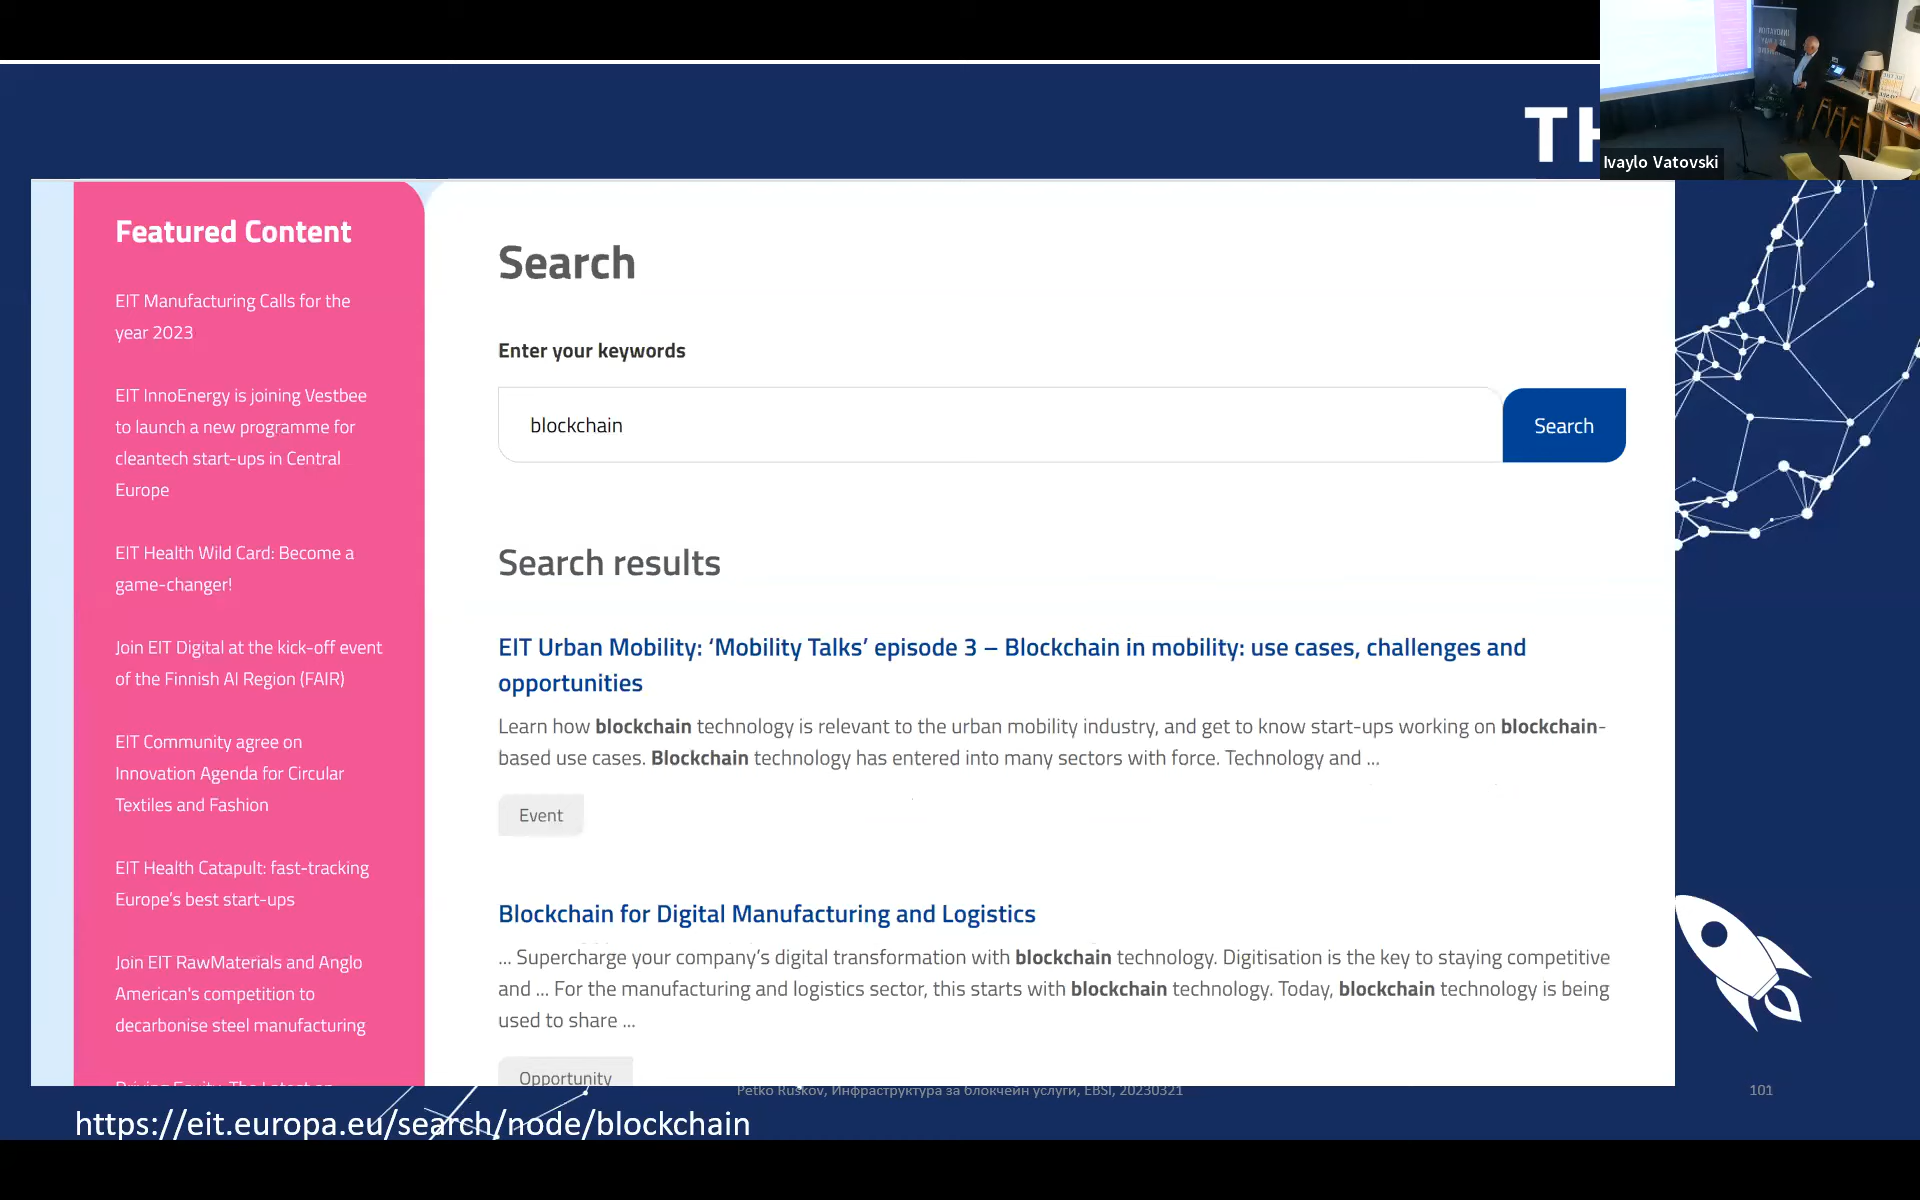 TH
Ivaylo Vatovski
Featured Content
EIT Manufacturing Calls for the
year 2023
EIT InnoEnergy is joining Vestbee
to launch a new programme for
cleantech start-ups in Central
Europe
EIT Health Wild Card: Become a
game-changer!
Join EIT Digital at the kick-off event
of the Finnish AI Region (FAIR)
EIT Community agree on
Innovation Agenda for Circular
Textiles and Fashion
EIT Health Catapult: fast-tracking
Europe's best start-ups
Join EIT RawMaterials and Anglo
American's competition to
decarbonise steel manufacturing
Search
Enter your keywords
blockchain
Search
Search results
EIT Urban Mobility: ‘Mobility Talks’ episode 3 – Blockchain in mobility: use cases, challenges and
opportunities
Learn how blockchain technology is relevant to the urban mobility industry, and get to know start-ups working on blockchain-
based use cases. Blockchain technology has entered into many sectors with force. Technology and ...
Event
Blockchain for Digital Manufacturing and Logistics
... Supercharge your company's digital transformation with blockchain technology. Digitisation is the key to staying competitive
and ... For the manufacturing and logistics sector, this starts with blockchain technology. Today, blockchain technology is being
used to share ...
Opportunity
Petko Ruskov, Инфраструктура за блокчейн услуги, EBSI, 20230321
101
https://eit.europa.eu/search/node/blockchain